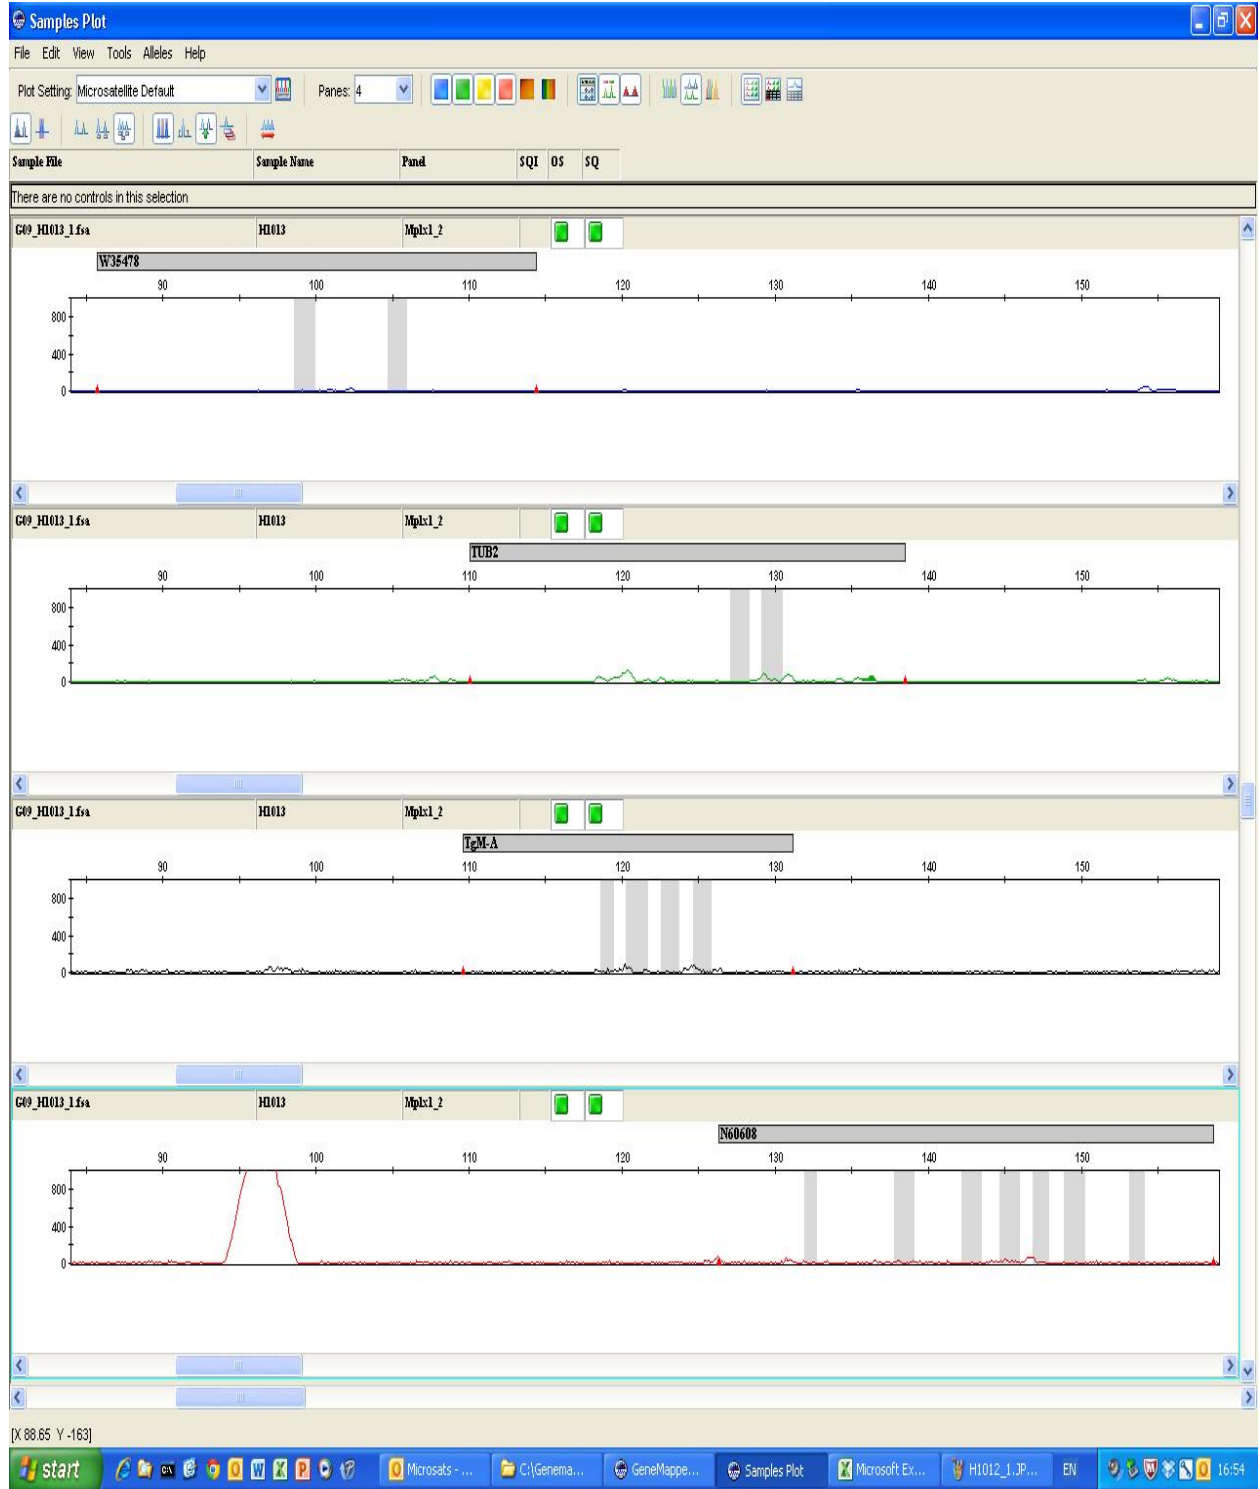 Samples Plot
File Edit View Tools Alleles Help
Plot Setting: Microsatellite Default Panes: 4
Sample File Sample Name Panel SQI OS SQ
There are no controls in this selection
G09_H1013_1.fsa H1013 Mplx1_2
W35478
90 100 110 120 130 140 150
800
400
0
G09_H1013_1.fsa H1013 Mplx1_2
TUB2
90 100 110 120 130 140 150
800
400
0
G09_H1013_1.fsa H1013 Mplx1_2
TgM-A
90 100 110 120 130 140 150
800
400
0
G09_H1013_1.fsa H1013 Mplx1_2
N60608
90 100 110 120 130 140 150
800
400
0
[X 88.65 Y -163]
start Microsats - ... C:\Genema... GeneMappe... Samples Plot Microsoft Ex... H1012_1.JP... EN 16:54